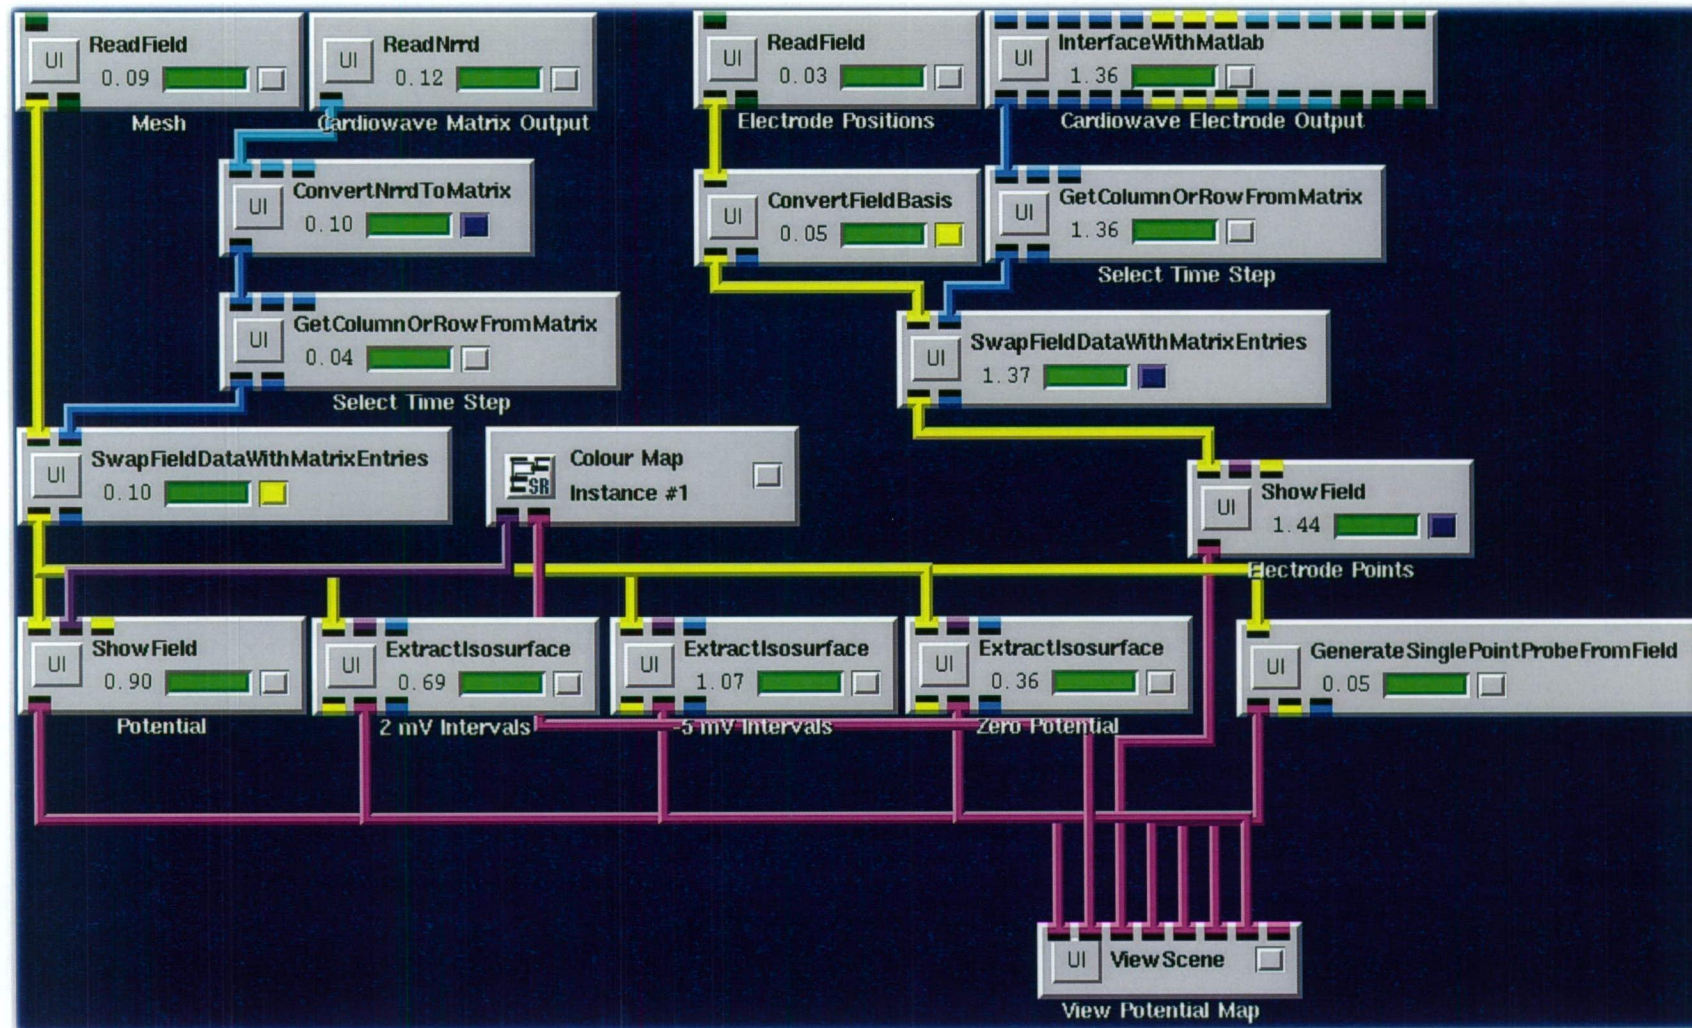 ReadField
UI
0.09
Mesh
ReadNrrd
UI
0.12
Cardiowave Matrix Output
ReadField
UI
0.03
Electrode Positions
InterfaceWithMatlab
UI
1.36
Cardiowave Electrode Output
ConvertNrrdToMatrix
UI
0.10
ConvertFieldBasis
UI
0.05
GetColumnOrRowFromMatrix
UI
1.36
Select Time Step
GetColumnOrRowFromMatrix
UI
0.04
Select Time Step
SwapFieldDataWithMatrixEntries
UI
1.37
SwapFieldDataWithMatrixEntries
UI
0.10
Colour Map
SR
Instance #1
ShowField
UI
1.44
Electrode Points
ShowField
UI
0.90
Potential
ExtractIsosurface
UI
0.69
2 mV Intervals
ExtractIsosurface
UI
1.07
-5 mV Intervals
ExtractIsosurface
UI
0.36
Zero Potential
GenerateSinglePointProbeFromField
UI
0.05
UI
ViewScene
View Potential Map